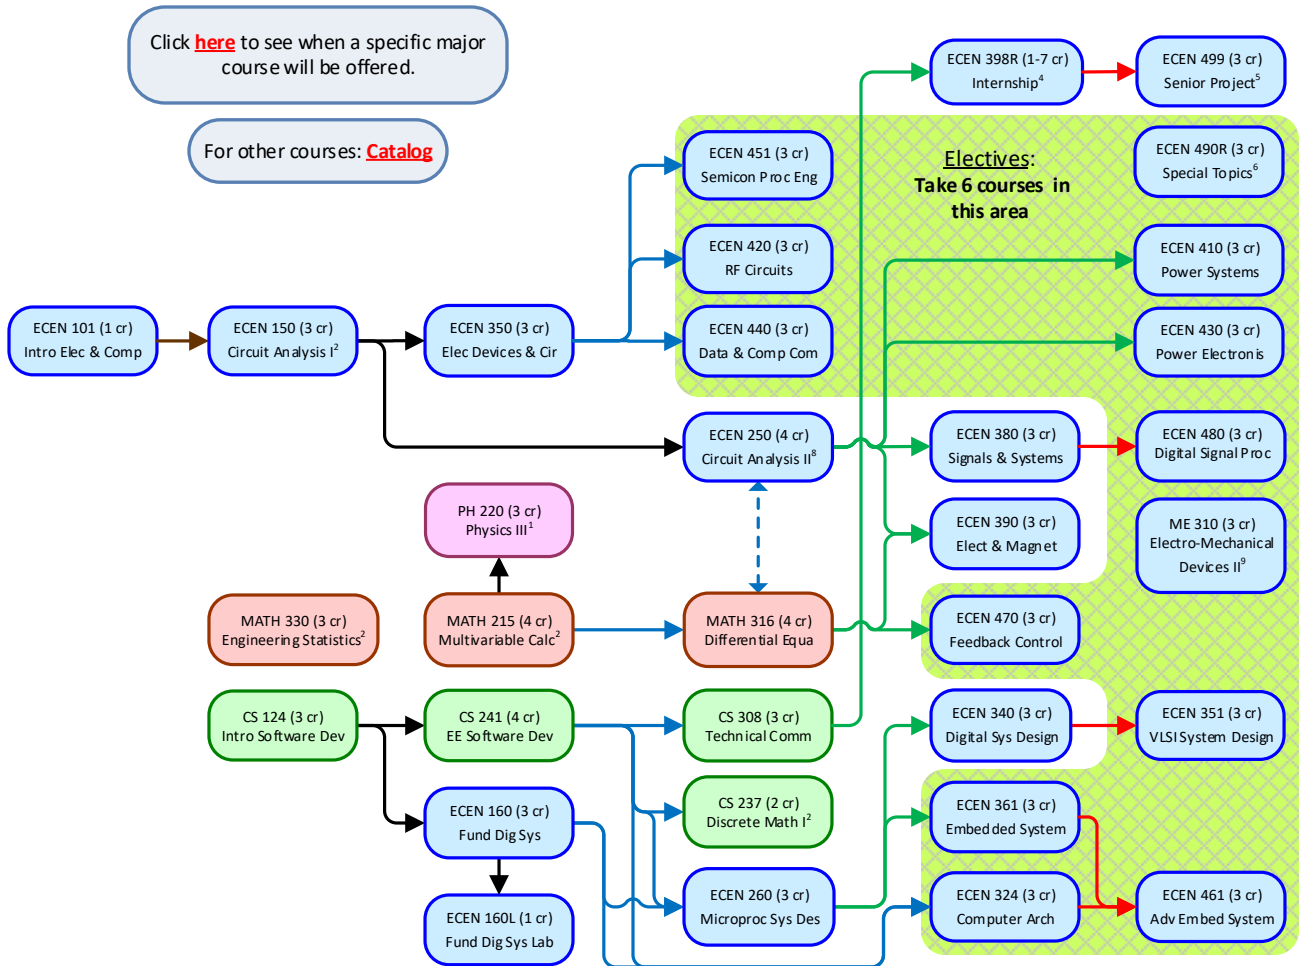 Click here to see when a specific major
course will be offered.
For other courses: Catalog
ECEN 398R (1-7 cr)
Internship4
ECEN 499 (3 cr)
Senior Project5
Electives:
Take 6 courses in
this area
ECEN 451 (3 cr)
Semicon Proc Eng
ECEN 490R (3 cr)
Special Topics6
ECEN 420 (3 cr)
RF Circuits
ECEN 410 (3 cr)
Power Systems
ECEN 101 (1 cr)
Intro Elec & Comp
ECEN 150 (3 cr)
Circuit Analysis I2
ECEN 350 (3 cr)
Elec Devices & Cir
ECEN 440 (3 cr)
Data & Comp Com
ECEN 430 (3 cr)
Power Electronis
ECEN 250 (4 cr)
Circuit Analysis II8
ECEN 380 (3 cr)
Signals & Systems
ECEN 480 (3 cr)
Digital Signal Proc
PH 220 (3 cr)
Physics III1
ECEN 390 (3 cr)
Elect & Magnet
ME 310 (3 cr)
Electro-Mechanical
Devices II9
MATH 330 (3 cr)
Engineering Statistics2
MATH 215 (4 cr)
Multivariable Calc2
MATH 316 (4 cr)
Differential Equa
ECEN 470 (3 cr)
Feedback Control
CS 124 (3 cr)
Intro Software Dev
CS 241 (4 cr)
EE Software Dev
CS 308 (3 cr)
Technical Comm
ECEN 340 (3 cr)
Digital Sys Design
ECEN 351 (3 cr)
VLSI System Design
ECEN 160 (3 cr)
Fund Dig Sys
CS 237 (2 cr)
Discrete Math I2
ECEN 361 (3 cr)
Embedded System
ECEN 160L (1 cr)
Fund Dig Sys Lab
ECEN 260 (3 cr)
Microproc Sys Des
ECEN 324 (3 cr)
Computer Arch
ECEN 461 (3 cr)
Adv Embed System